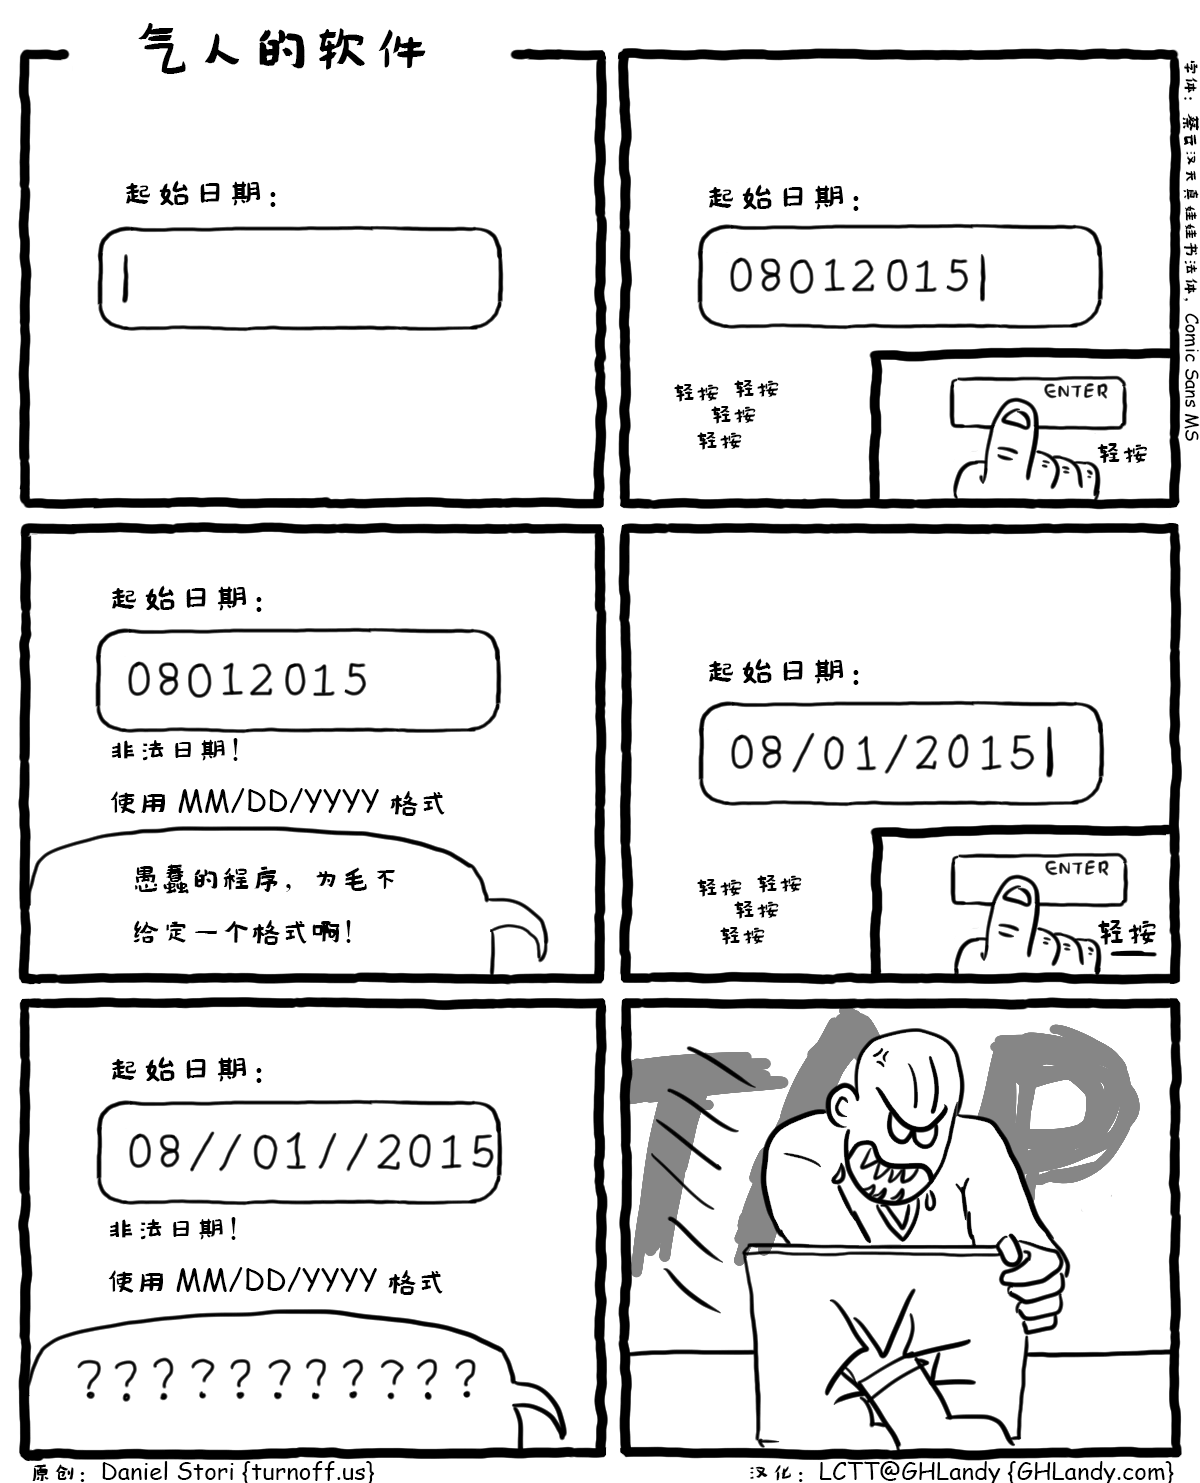 气人的软件
起始日期：
起始日期：
08012015
轻按 轻按
轻按
轻按
ENTER
轻按
字体：蔡云汉天真娃娃书法体，Comic Sans MS
起始日期：
08012015
非法日期！
使用 MM/DD/YYYY 格式
愚蠢的程序，为毛不
给定一个格式啊！
起始日期：
08/01/2015
轻按 轻按
轻按
轻按
ENTER
轻按
起始日期：
08//01//2015
非法日期！
使用 MM/DD/YYYY 格式
???????????
TAP
原创：Daniel Stori {turnoff.us}
汉化：LCTT@GHLandy {GHLandy.com}